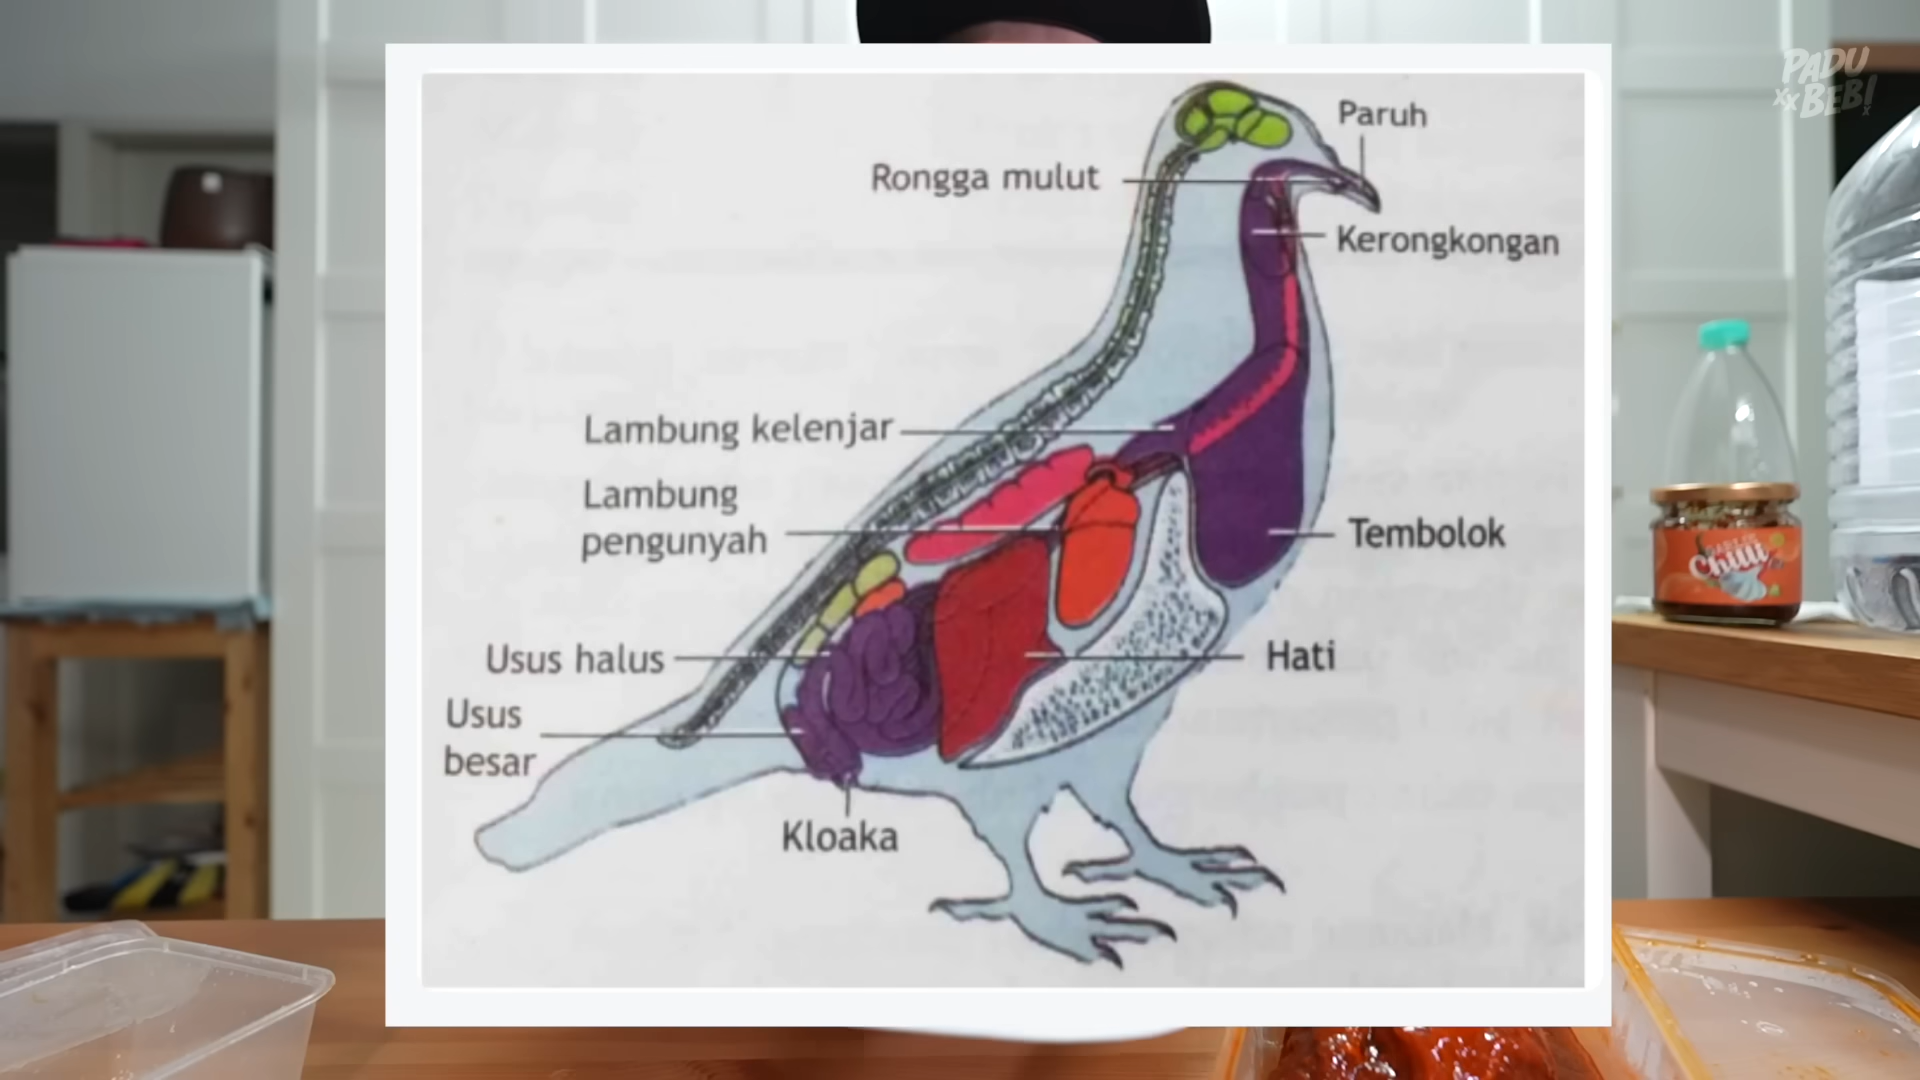 PADU
BEBI
Paruh
Rongga mulut
Kerongkongan
Lambung kelenjar
Lambung
pengunyah
Tembolok
Usus halus
Hati
Usus
besar
Kloaka
Chilli